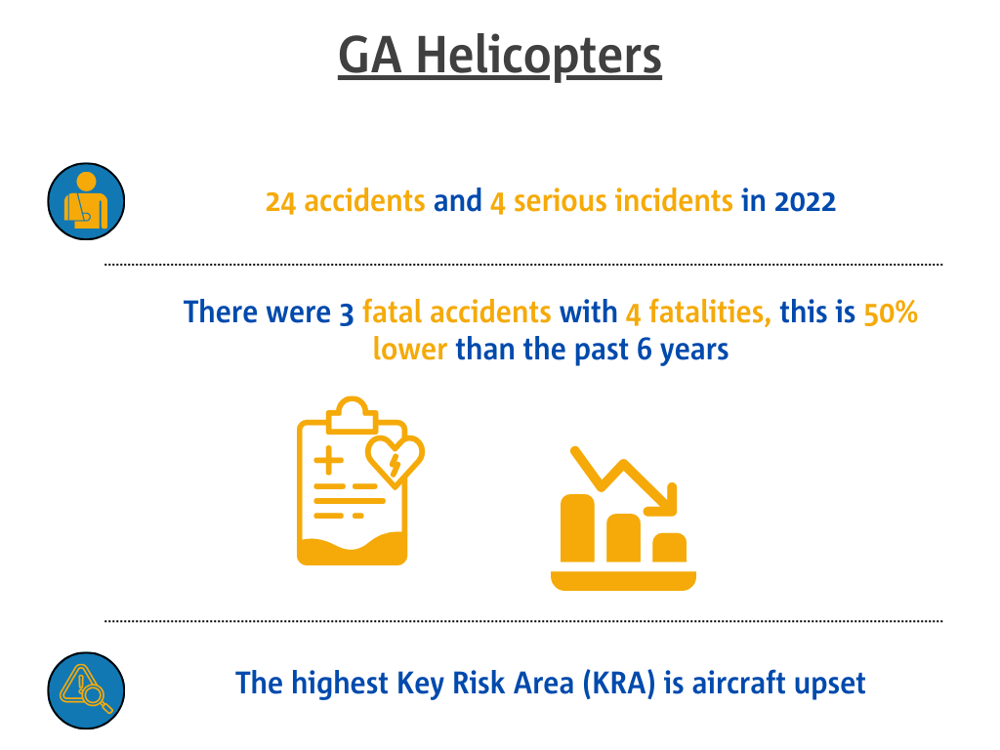 GA Helicopters
24 accidents and 4 serious incidents in 2022
There were 3 fatal accidents with 4 fatalities, this is 50%
lower than the past 6 years
The highest Key Risk Area (KRA) is aircraft upset